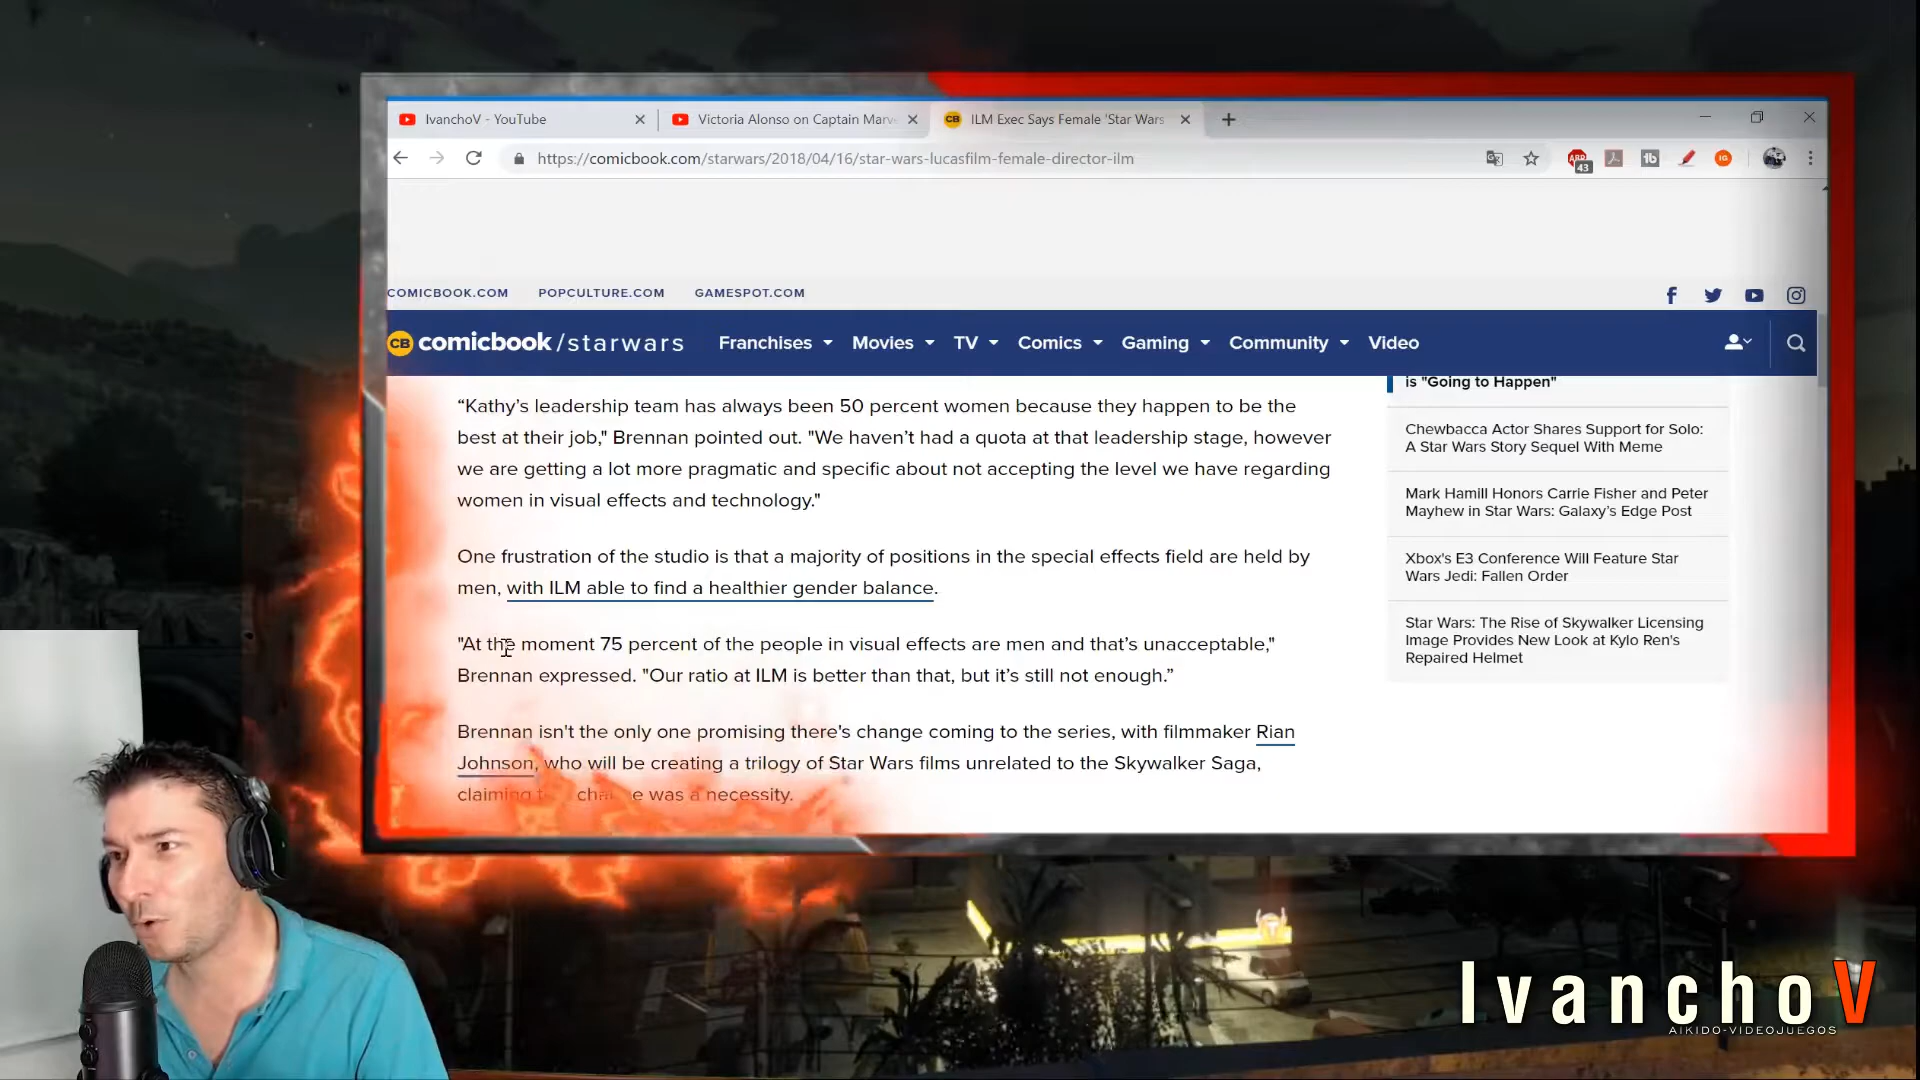 IvanchoV - YouTube
Victoria Alonso on Captain Marve
ILM Exec Says Female 'Star Wars
https://comicbook.com/starwars/2018/04/16/star-wars-lucasfilm-female-director-ilm
ABP
43
COMICBOOK.COM POPCULTURE.COM GAMESPOT.COM
CB comicbook /starwars Franchises Movies TV Comics Gaming Community Video
“Kathy’s leadership team has always been 50 percent women because they happen to be the
best at their job," Brennan pointed out. "We haven’t had a quota at that leadership stage, however
we are getting a lot more pragmatic and specific about not accepting the level we have regarding
women in visual effects and technology."
One frustration of the studio is that a majority of positions in the special effects field are held by
men, with ILM able to find a healthier gender balance.
"At the moment 75 percent of the people in visual effects are men and that’s unacceptable,"
Brennan expressed. "Our ratio at ILM is better than that, but it’s still not enough.”
Brennan isn't the only one promising there's change coming to the series, with filmmaker Rian
Johnson, who will be creating a trilogy of Star Wars films unrelated to the Skywalker Saga,
claiming was a necessity.
is "Going to Happen"
Chewbacca Actor Shares Support for Solo:
A Star Wars Story Sequel With Meme
Mark Hamill Honors Carrie Fisher and Peter
Mayhew in Star Wars: Galaxy’s Edge Post
Xbox's E3 Conference Will Feature Star
Wars Jedi: Fallen Order
Star Wars: The Rise of Skywalker Licensing
Image Provides New Look at Kylo Ren's
Repaired Helmet
IvanchoV
AIKIDO-VIDEOJUEGOS